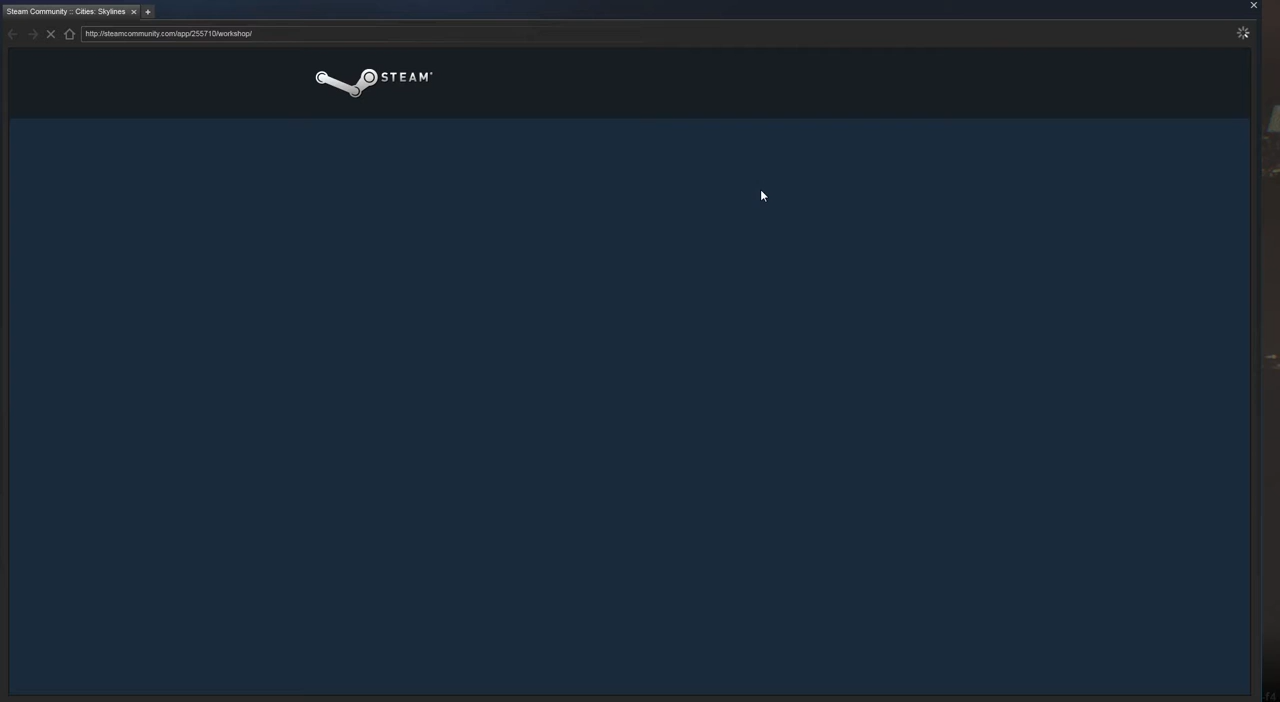 Steam Community :: Cities: Skylines
http://steamcommunity.com/app/255710/workshop/
STEAM